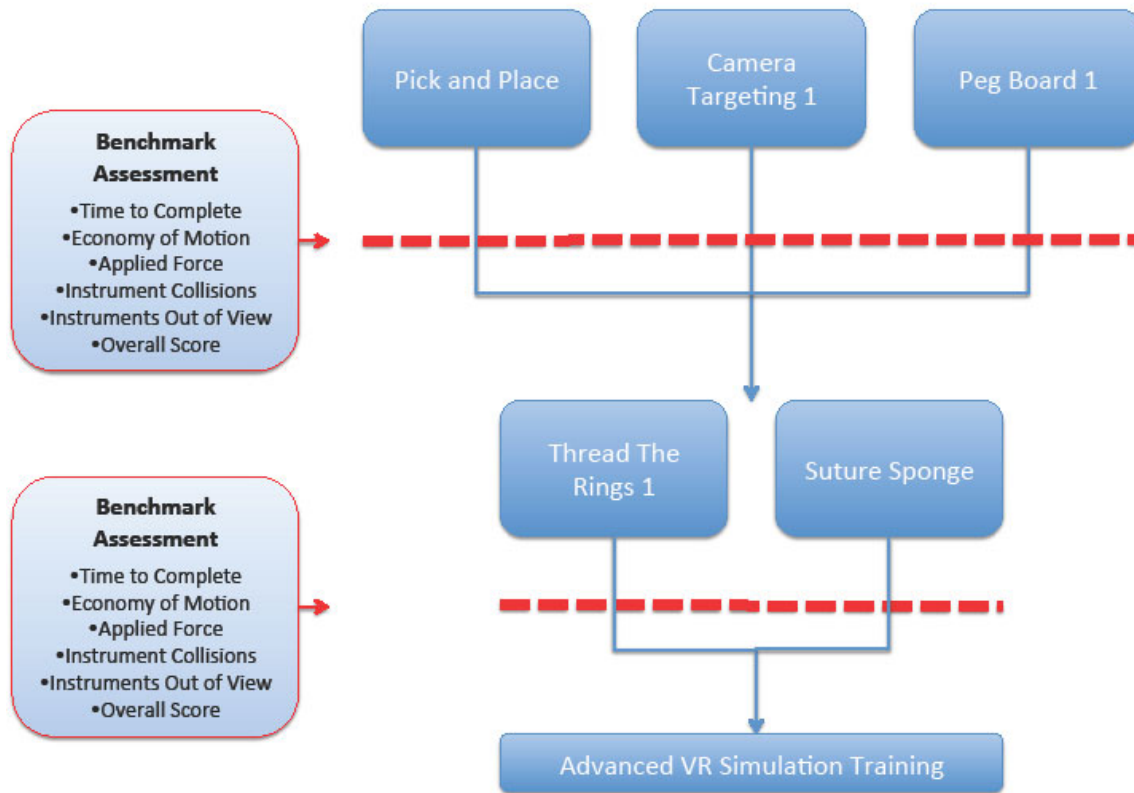 Pick and Place
Camera
Targeting 1
Peg Board 1
Benchmark
Assessment
•Time to Complete
•Economy of Motion
•Applied Force
•Instrument Collisions
•Instruments Out of View
•Overall Score
Thread The
Rings 1
Suture Sponge
Benchmark
Assessment
•Time to Complete
•Economy of Motion
•Applied Force
•Instrument Collisions
•Instruments Out of View
•Overall Score
Advanced VR Simulation Training